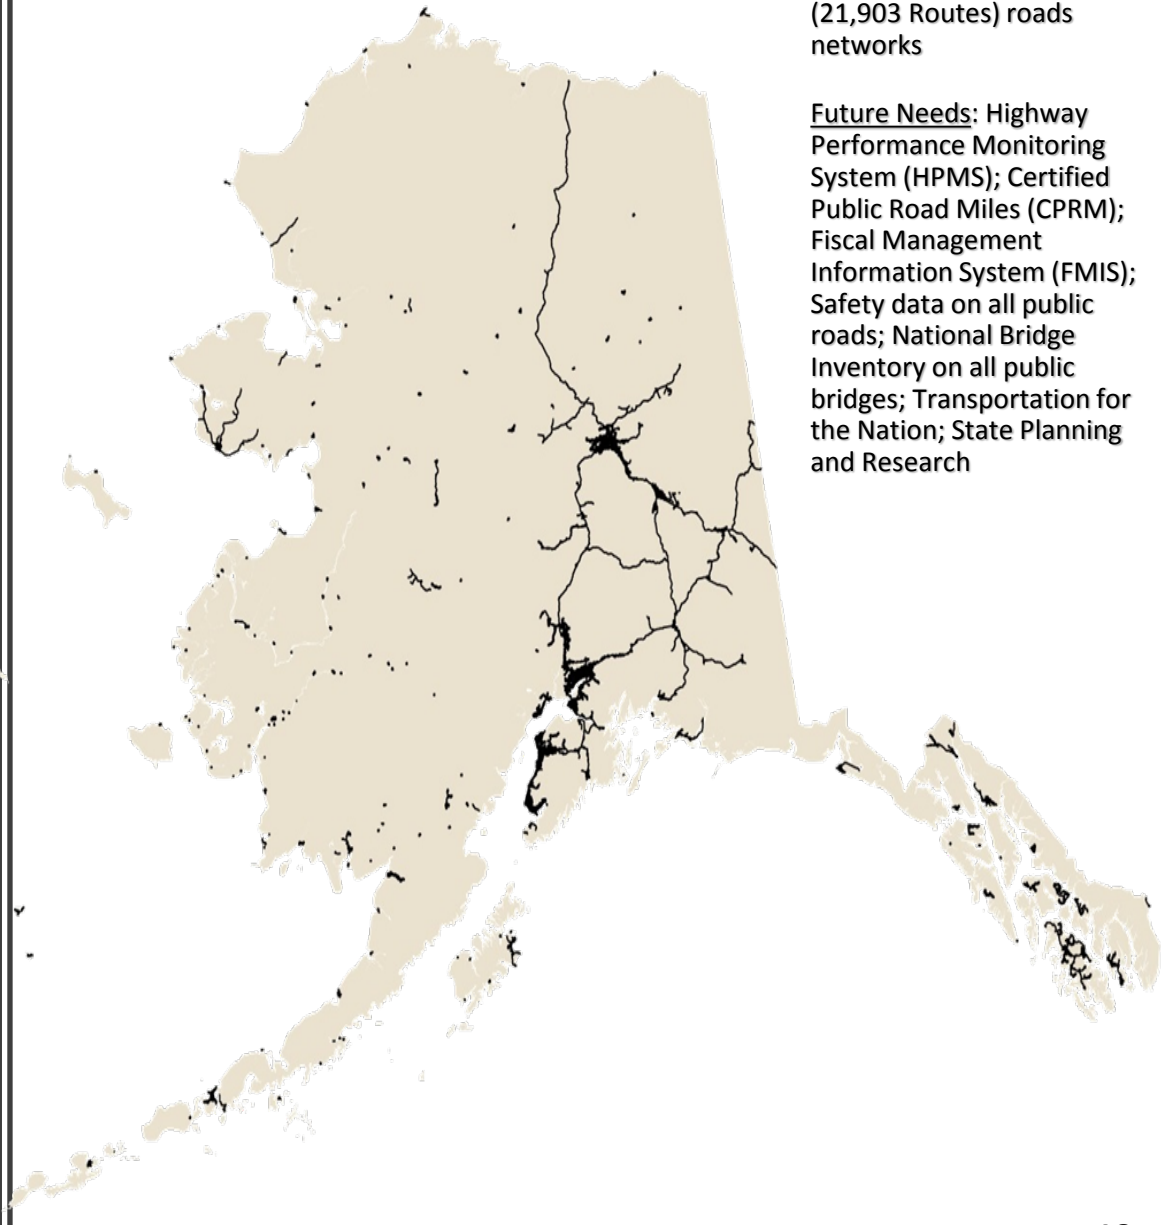 (21,903 Routes) roads
networks
Future Needs: Highway
Performance Monitoring
System (HPMS); Certified
Public Road Miles (CPRM);
Fiscal Management
Information System (FMIS);
Safety data on all public
roads; National Bridge
Inventory on all public
bridges; Transportation for
the Nation; State Planning
and Research